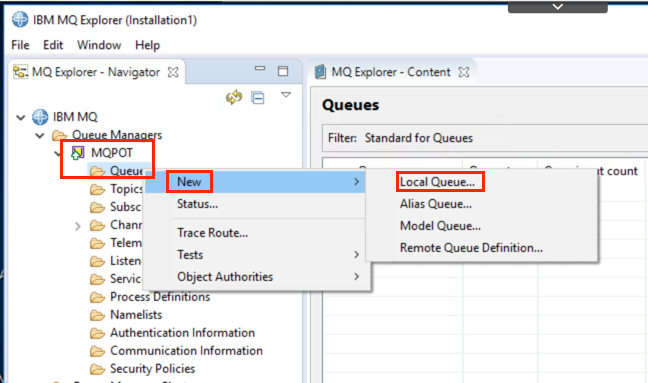 IBM MQ Explorer (Installation1)
File Edit Window Help
MQ Explorer - Navigator
MQ Explorer - Content
IBM MQ
Queue Managers
MQPOT
Queue
Topics
Subsc
Chann
Telem
Listen
Servic
Process Definitions
Namelists
Authentication Information
Communication Information
Security Policies
New
Status...
Trace Route...
Tests
Object Authorities
Local Queue...
Alias Queue...
Model Queue...
Remote Queue Definition...
Queues
Filter: Standard for Queues
count